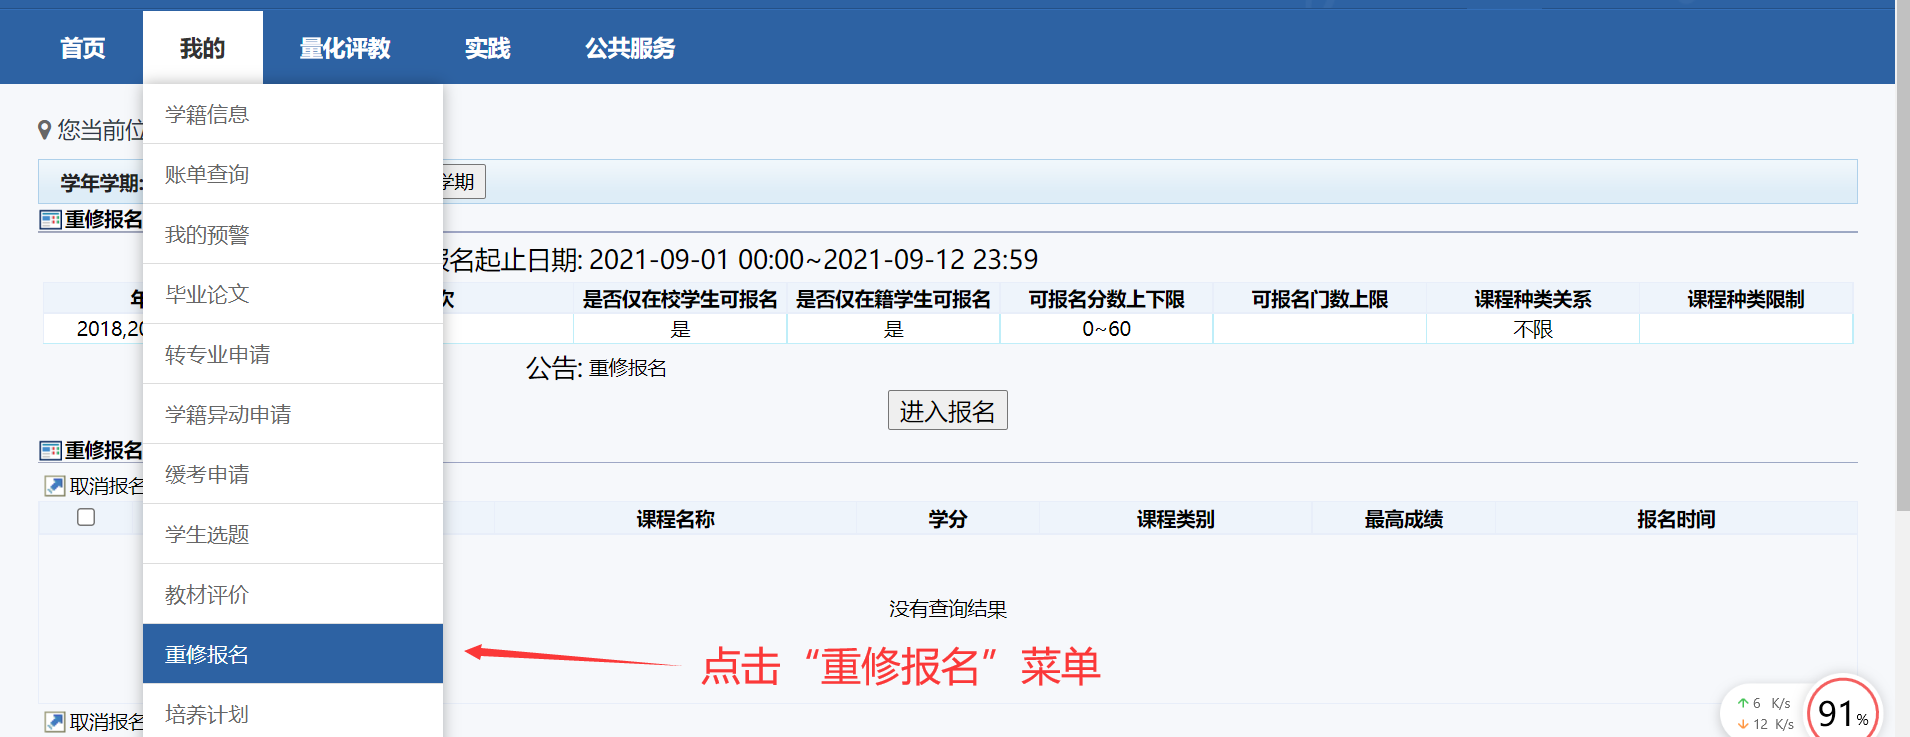 首页 我的 量化评教 实践 公共服务
学籍信息
您当前位
账单查询
学年学期: 学期
重修报名
我的预警
报名起止日期: 2021-09-01 00:00~2021-09-12 23:59
毕业论文
年 次 是否仅在校学生可报名 是否仅在籍学生可报名 可报名分数上下限 可报名门数上限 课程种类关系 课程种类限制
2018,20 是 是 0~60 不限
转专业申请
公告: 重修报名
学籍异动申请
进入报名
重修报名
缓考申请
取消报名
课程名称 学分 课程类别 最高成绩 报名时间
学生选题
教材评价
没有查询结果
重修报名
点击“重修报名”菜单
培养计划
取消报名
6 K/s
12 K/s
91%